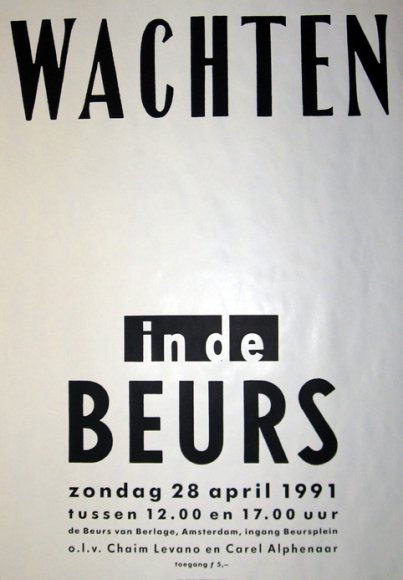 WACHTEN
in de
BEURS
zondag 28 april 1991
tussen 12.00 en 17.00 uur
de Beurs van Berlage, Amsterdam, ingang Beursplein
o.l.v. Chaim Levano en Carel Alphenaar
toegang ƒ 5,–